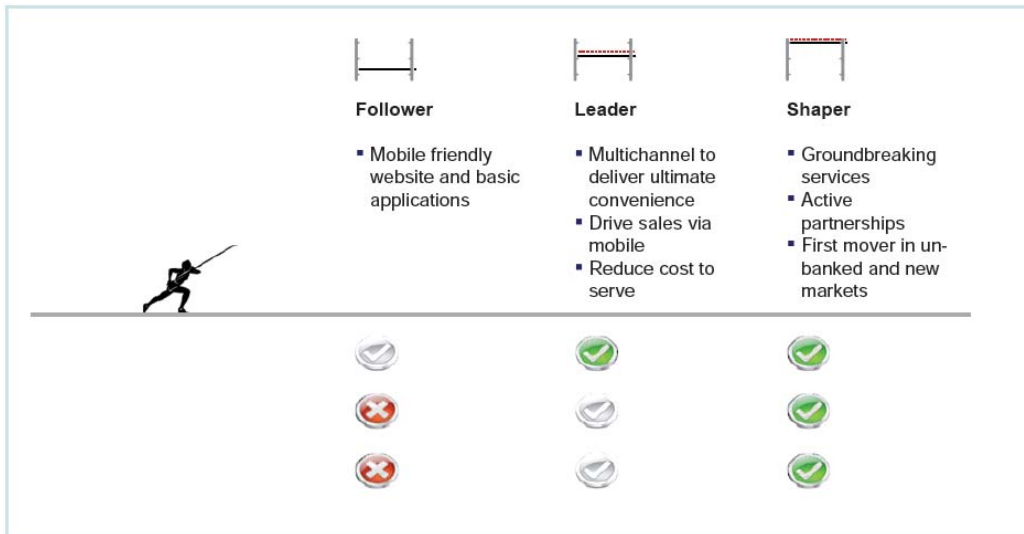 Follower
Mobile friendly
website and basic
applications
Leader
Multichannel to
deliver ultimate
convenience
Drive sales via
mobile
Reduce cost to
serve
Shaper
Groundbreaking
services
Active
partnerships
First mover in un-
banked and new
markets